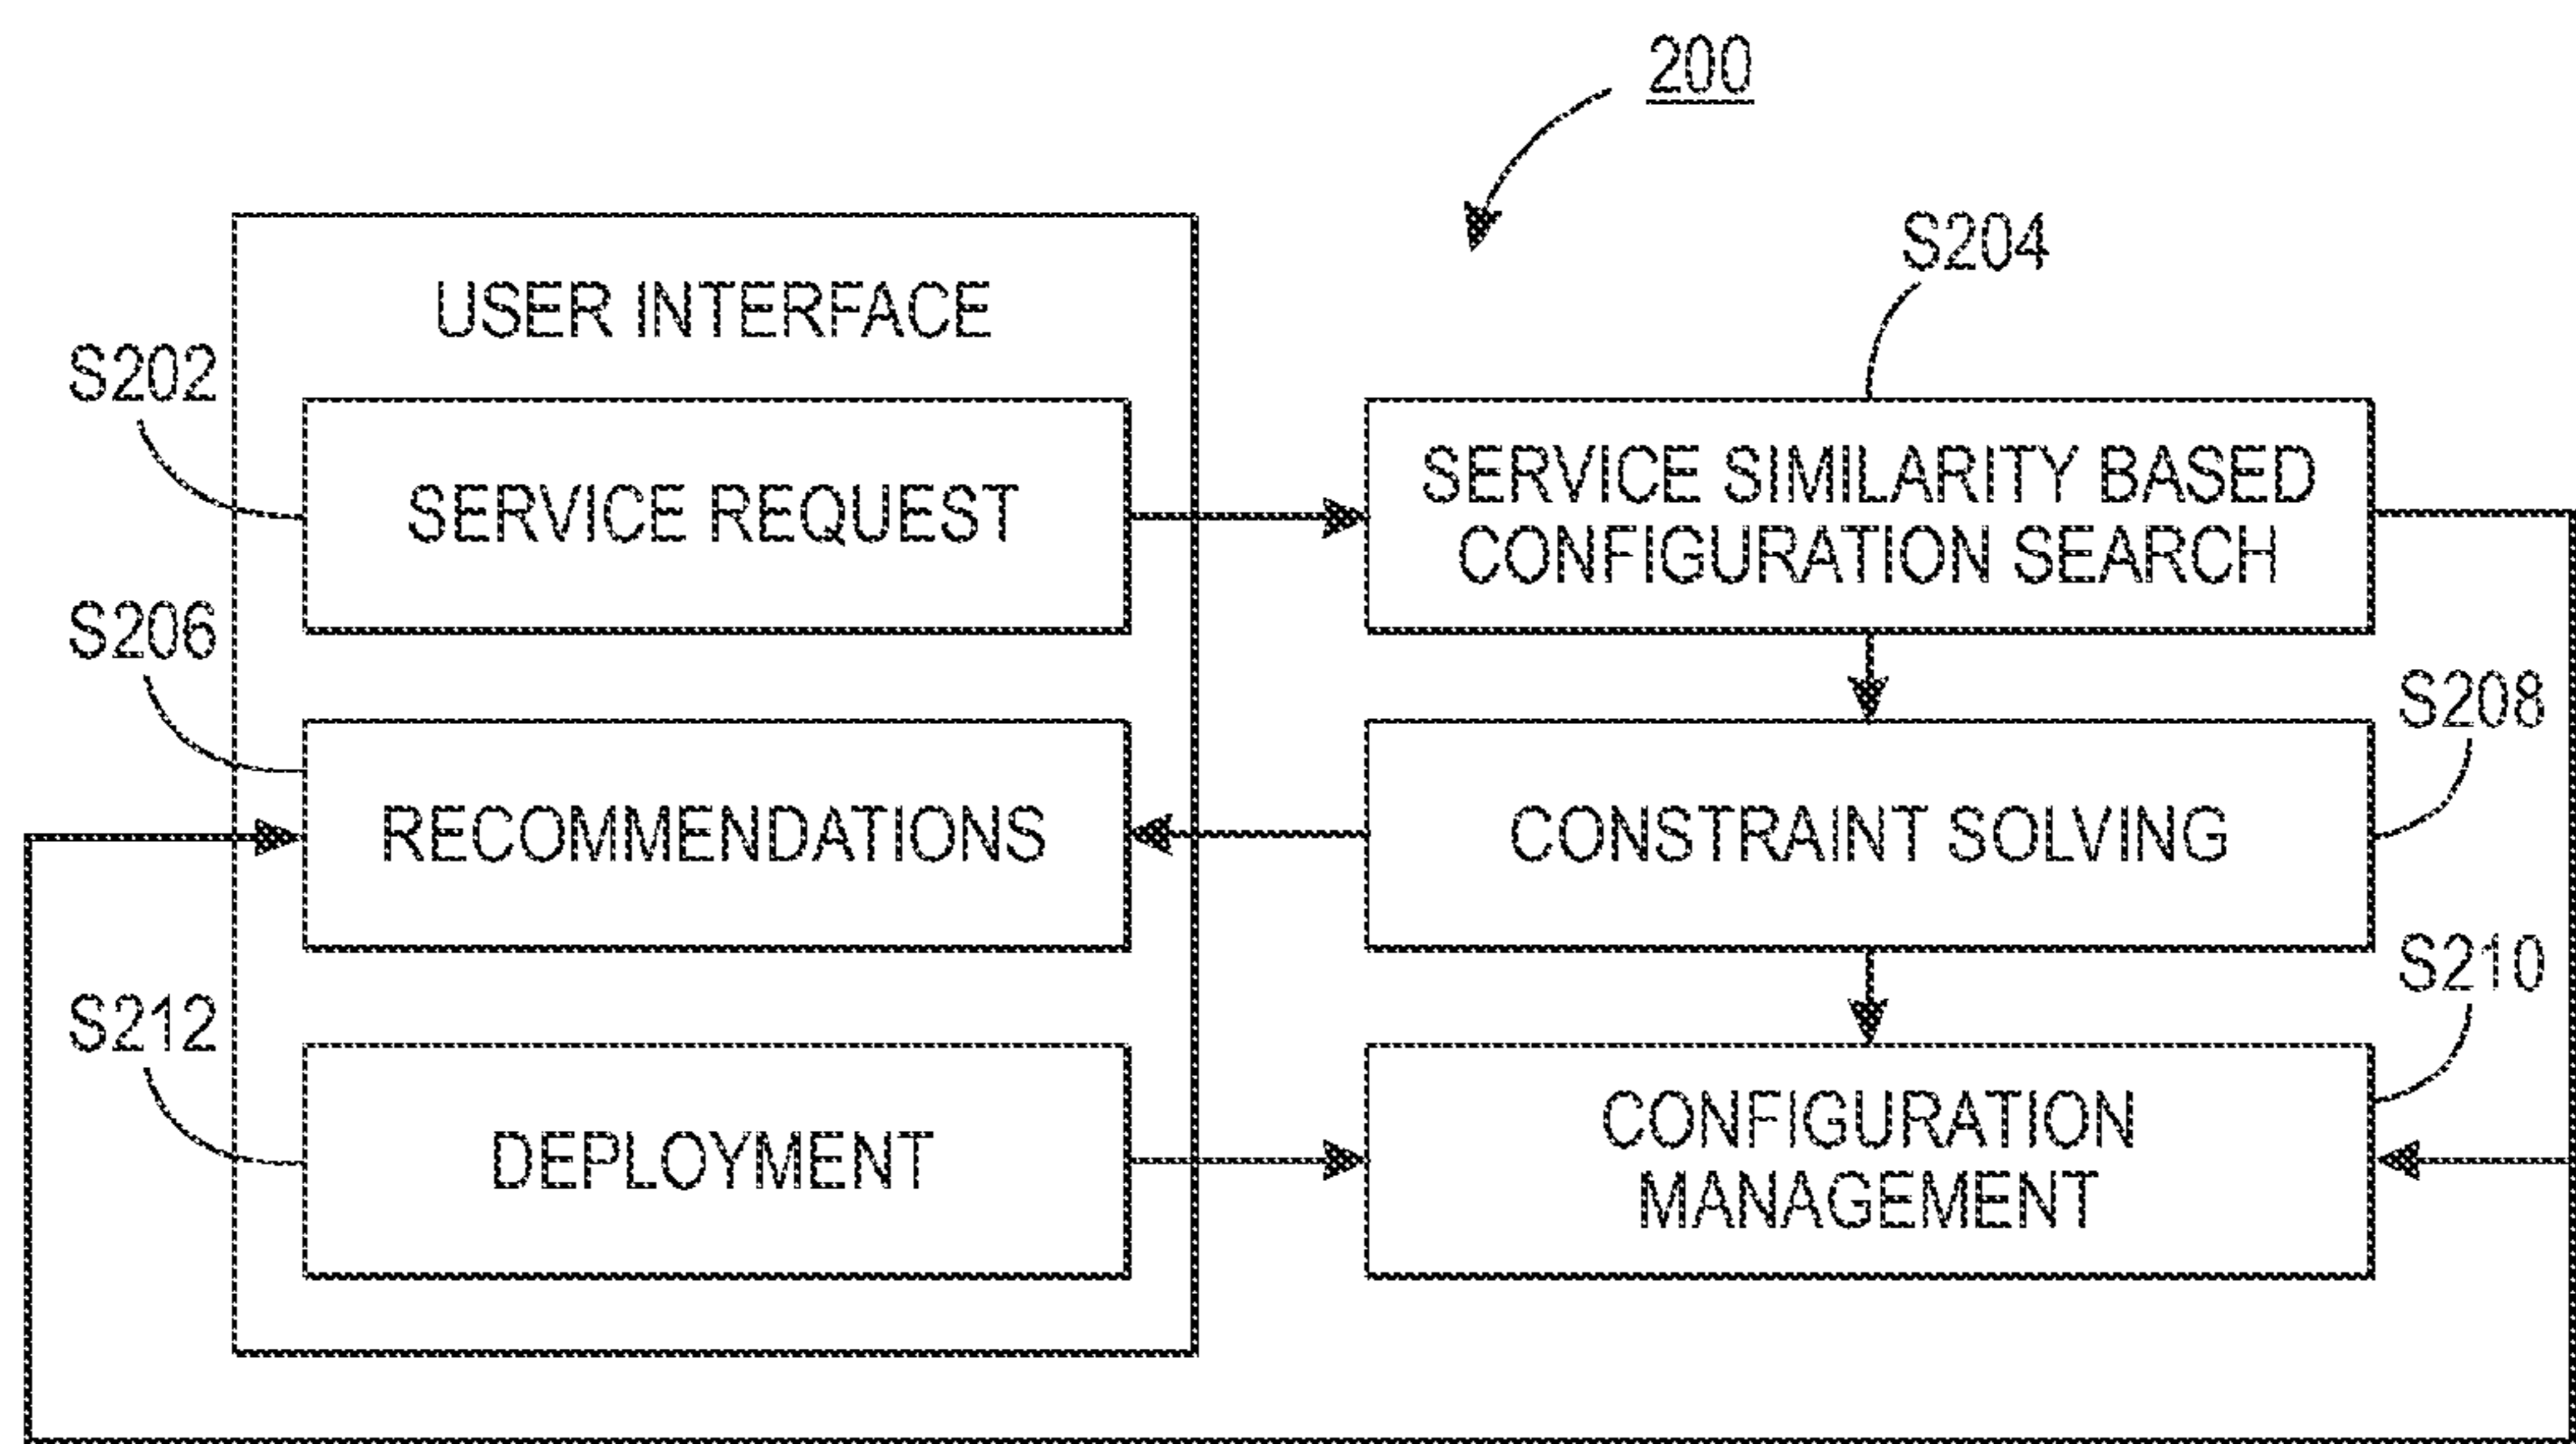 200
S204
USER INTERFACE
S202
SERVICE REQUEST
SERVICE SIMILARITY BASED
CONFIGURATION SEARCH
S206
S208
RECOMMENDATIONS
CONSTRAINT SOLVING
S210
S212
DEPLOYMENT
CONFIGURATION
MANAGEMENT